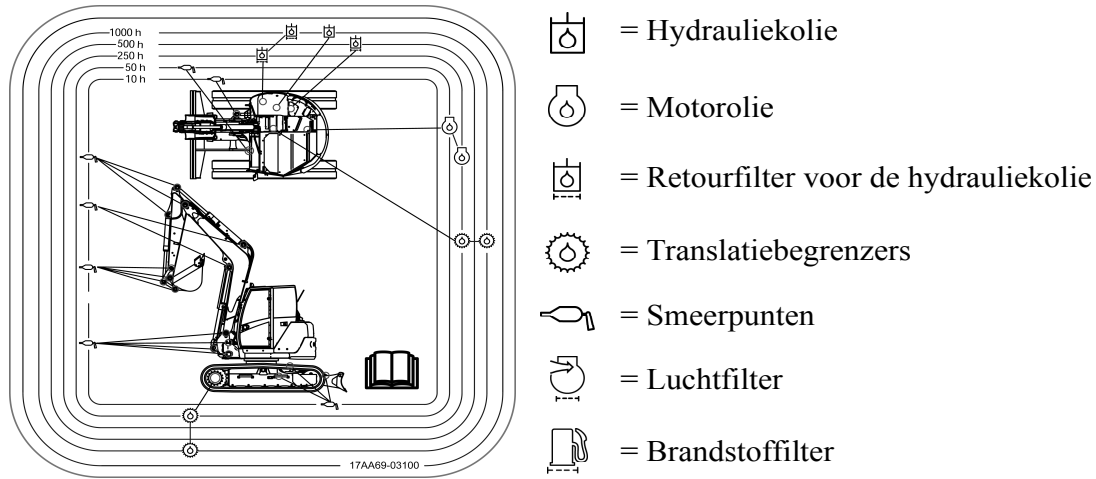 1000 h
500 h
250 h
50 h
10 h
17AA69-03100
= Hydrauliekolie
= Motorolie
= Retourfilter voor de hydrauliekolie
= Translatiebegrenzers
= Smeerpunten
= Luchtfilter
= Brandstoffilter